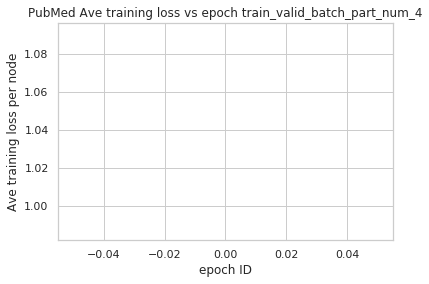 PubMed Ave training loss vs epoch train_valid_batch_part_num_4
Ave training loss per node
1.08
1.06
1.04
1.02
1.00
−0.04 −0.02 0.00 0.02 0.04
epoch ID